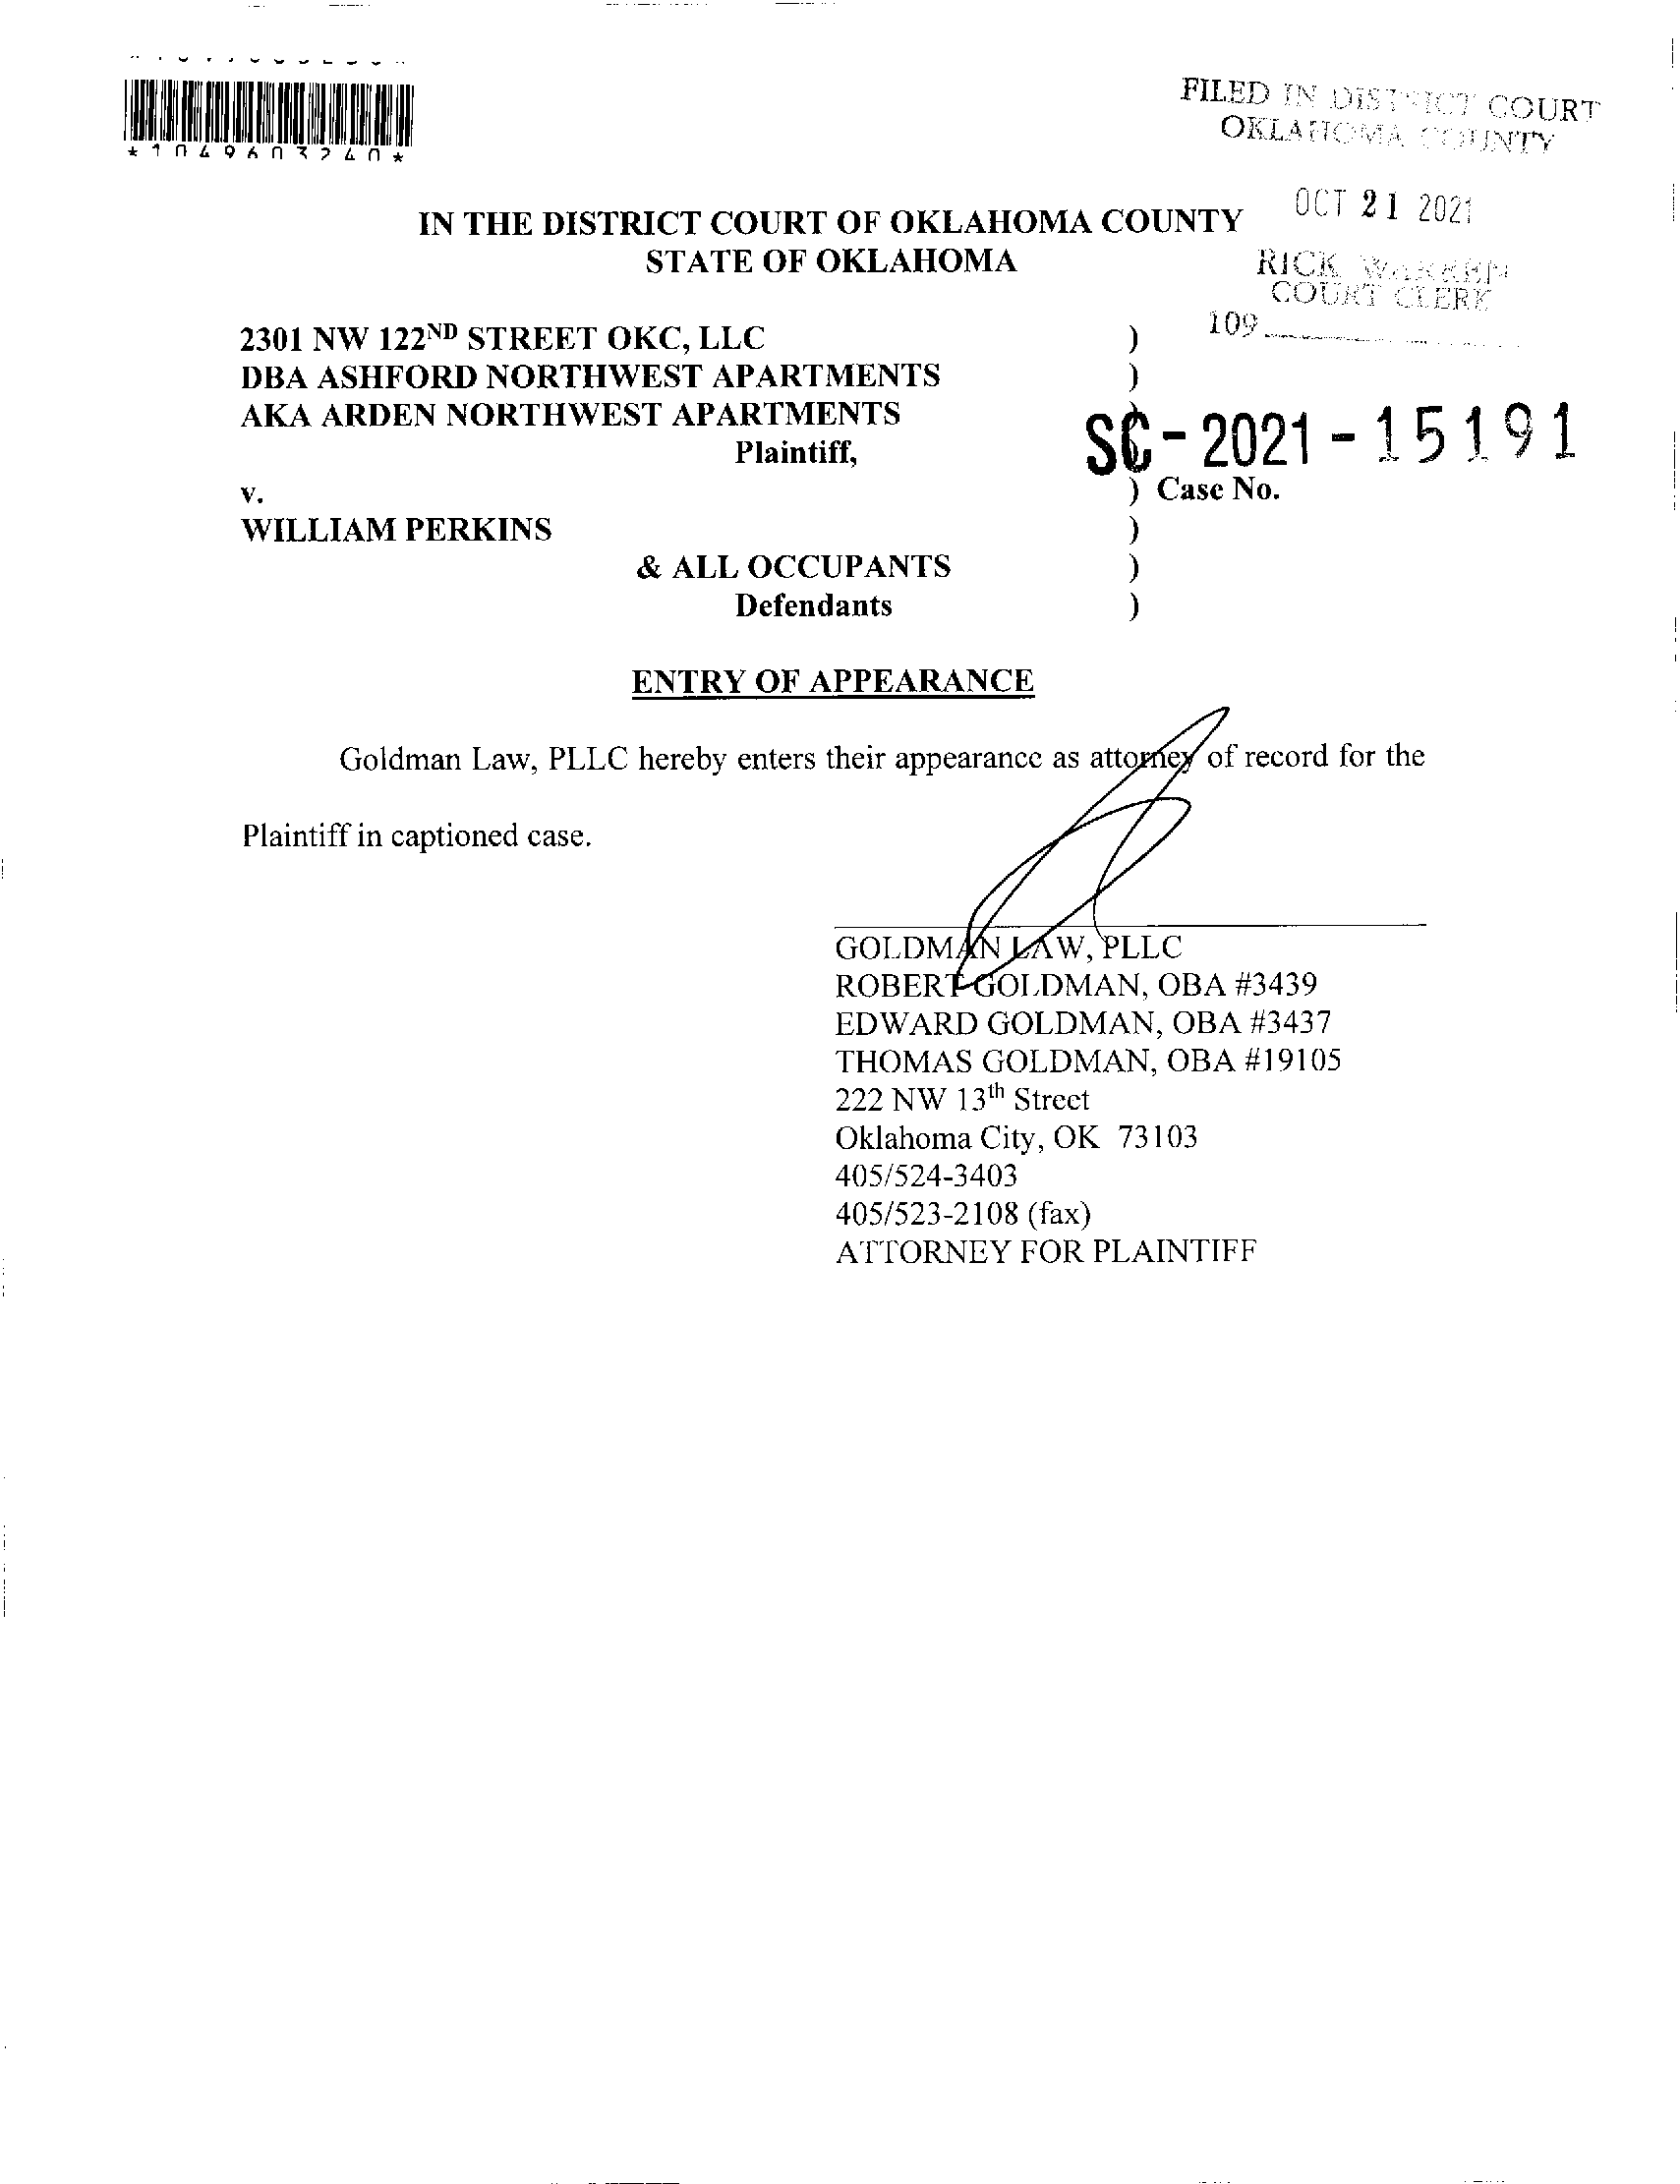 *1049603240*
FILED IN DISTRICT COURT
OKLAHOMA COUNTY
OCT 21 2021
RICK WARREN
COURT CLERK
109
IN THE DISTRICT COURT OF OKLAHOMA COUNTY
STATE OF OKLAHOMA
2301 NW 122ND STREET OKC, LLC )
DBA ASHFORD NORTHWEST APARTMENTS )
AKA ARDEN NORTHWEST APARTMENTS )
Plaintiff,
SC-2021-15191
v. ) Case No.
WILLIAM PERKINS )
& ALL OCCUPANTS )
Defendants )
ENTRY OF APPEARANCE
Goldman Law, PLLC hereby enters their appearance as attorney of record for the
Plaintiff in captioned case.
GOLDMAN LAW, PLLC
ROBERT GOLDMAN, OBA #3439
EDWARD GOLDMAN, OBA #3437
THOMAS GOLDMAN, OBA #19105
222 NW 13th Street
Oklahoma City, OK 73103
405/524-3403
405/523-2108 (fax)
ATTORNEY FOR PLAINTIFF